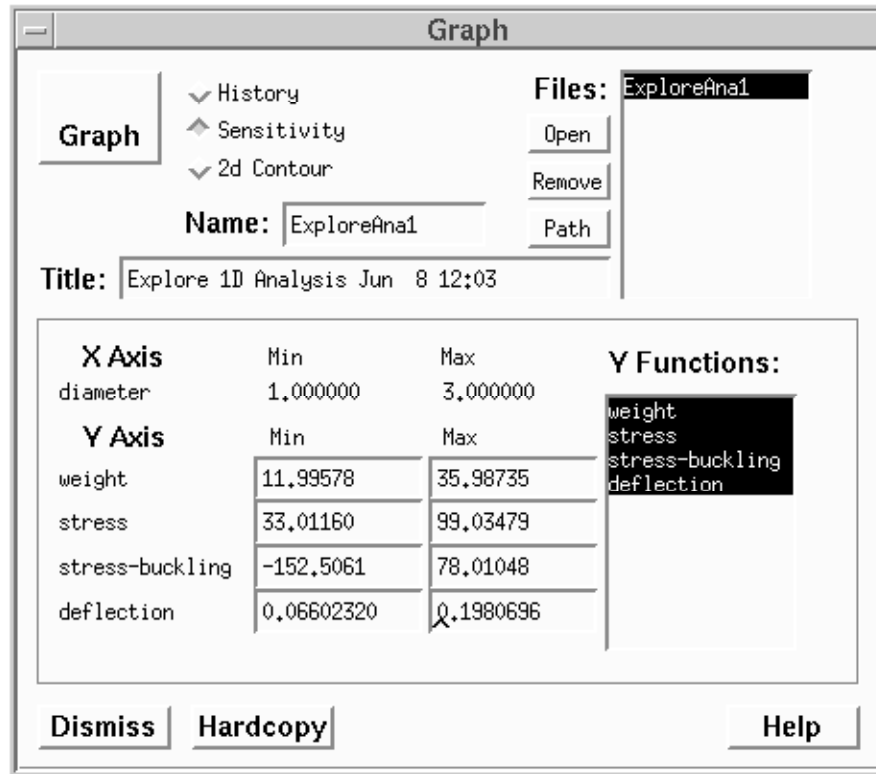 Graph
Graph
History
Sensitivity
2d Contour
Files:
ExploreAna1
Open
Remove
Path
Name: ExploreAna1
Title: Explore 1D Analysis Jun  8 12:03
X Axis Min Max
diameter 1.000000 3.000000
Y Axis Min Max
weight 11.99578 35.98735
stress 33.01160 99.03479
stress-buckling -152.5061 78.01048
deflection 0.06602320 0.1980696
Y Functions:
weight
stress
stress-buckling
deflection
Dismiss Hardcopy Help